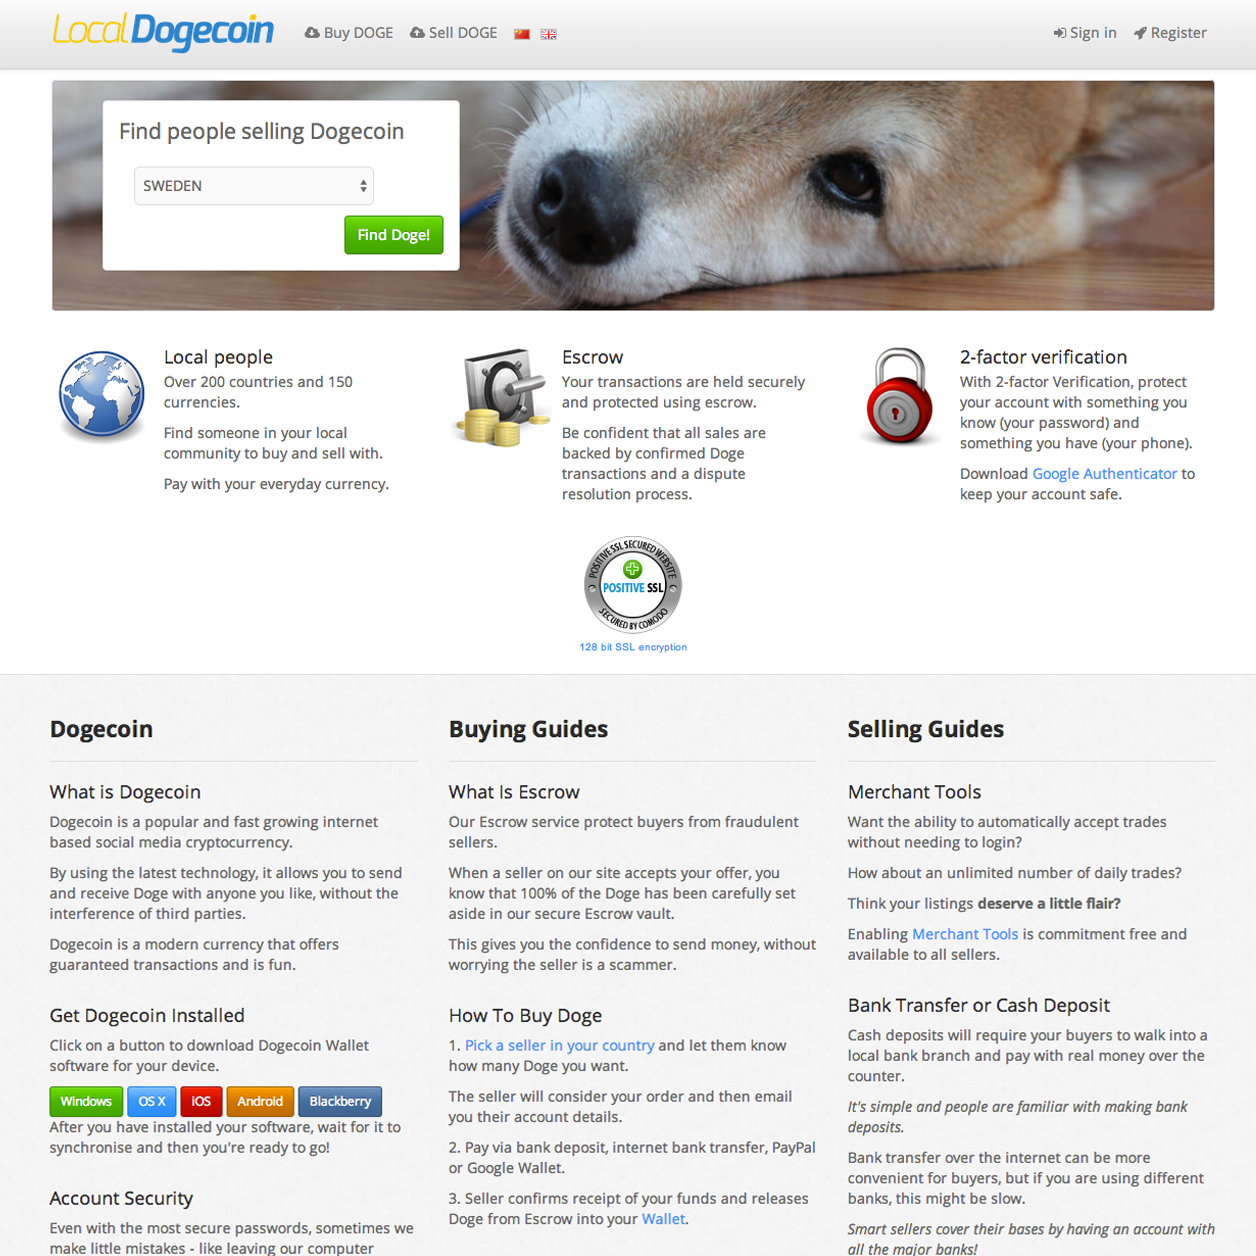 LocalDogecoin
Buy DOGE
Sell DOGE
Sign in
Register
Find people selling Dogecoin
SWEDEN
Find Doge!
Local people
Over 200 countries and 150
currencies.
Find someone in your local
community to buy and sell with.
Pay with your everyday currency.
Escrow
Your transactions are held securely
and protected using escrow.
Be confident that all sales are
backed by confirmed Doge
transactions and a dispute
resolution process.
2-factor verification
With 2-factor Verification, protect
your account with something you
know (your password) and
something you have (your phone).
Download Google Authenticator to
keep your account safe.
POSITIVE SSL SECURED WEBSITE
POSITIVE SSL
SECURED BY COMODO
128 bit SSL encryption
Dogecoin
What is Dogecoin
Dogecoin is a popular and fast growing internet
based social media cryptocurrency.
By using the latest technology, it allows you to send
and receive Doge with anyone you like, without the
interference of third parties.
Dogecoin is a modern currency that offers
guaranteed transactions and is fun.
Get Dogecoin Installed
Click on a button to download Dogecoin Wallet
software for your device.
Windows
OS X
iOS
Android
Blackberry
After you have installed your software, wait for it to
synchronise and then you're ready to go!
Account Security
Even with the most secure passwords, sometimes we
make little mistakes - like leaving our computer
Buying Guides
What Is Escrow
Our Escrow service protect buyers from fraudulent
sellers.
When a seller on our site accepts your offer, you
know that 100% of the Doge has been carefully set
aside in our secure Escrow vault.
This gives you the confidence to send money, without
worrying the seller is a scammer.
How To Buy Doge
1. Pick a seller in your country and let them know
how many Doge you want.
The seller will consider your order and then email
you their account details.
2. Pay via bank deposit, internet bank transfer, PayPal
or Google Wallet.
3. Seller confirms receipt of your funds and releases
Doge from Escrow into your Wallet.
Selling Guides
Merchant Tools
Want the ability to automatically accept trades
without needing to login?
How about an unlimited number of daily trades?
Think your listings deserve a little flair?
Enabling Merchant Tools is commitment free and
available to all sellers.
Bank Transfer or Cash Deposit
Cash deposits will require your buyers to walk into a
local bank branch and pay with real money over the
counter.
It's simple and people are familiar with making bank
deposits.
Bank transfer over the internet can be more
convenient for buyers, but if you are using different
banks, this might be slow.
Smart sellers cover their bases by having an account with
all the major banks!